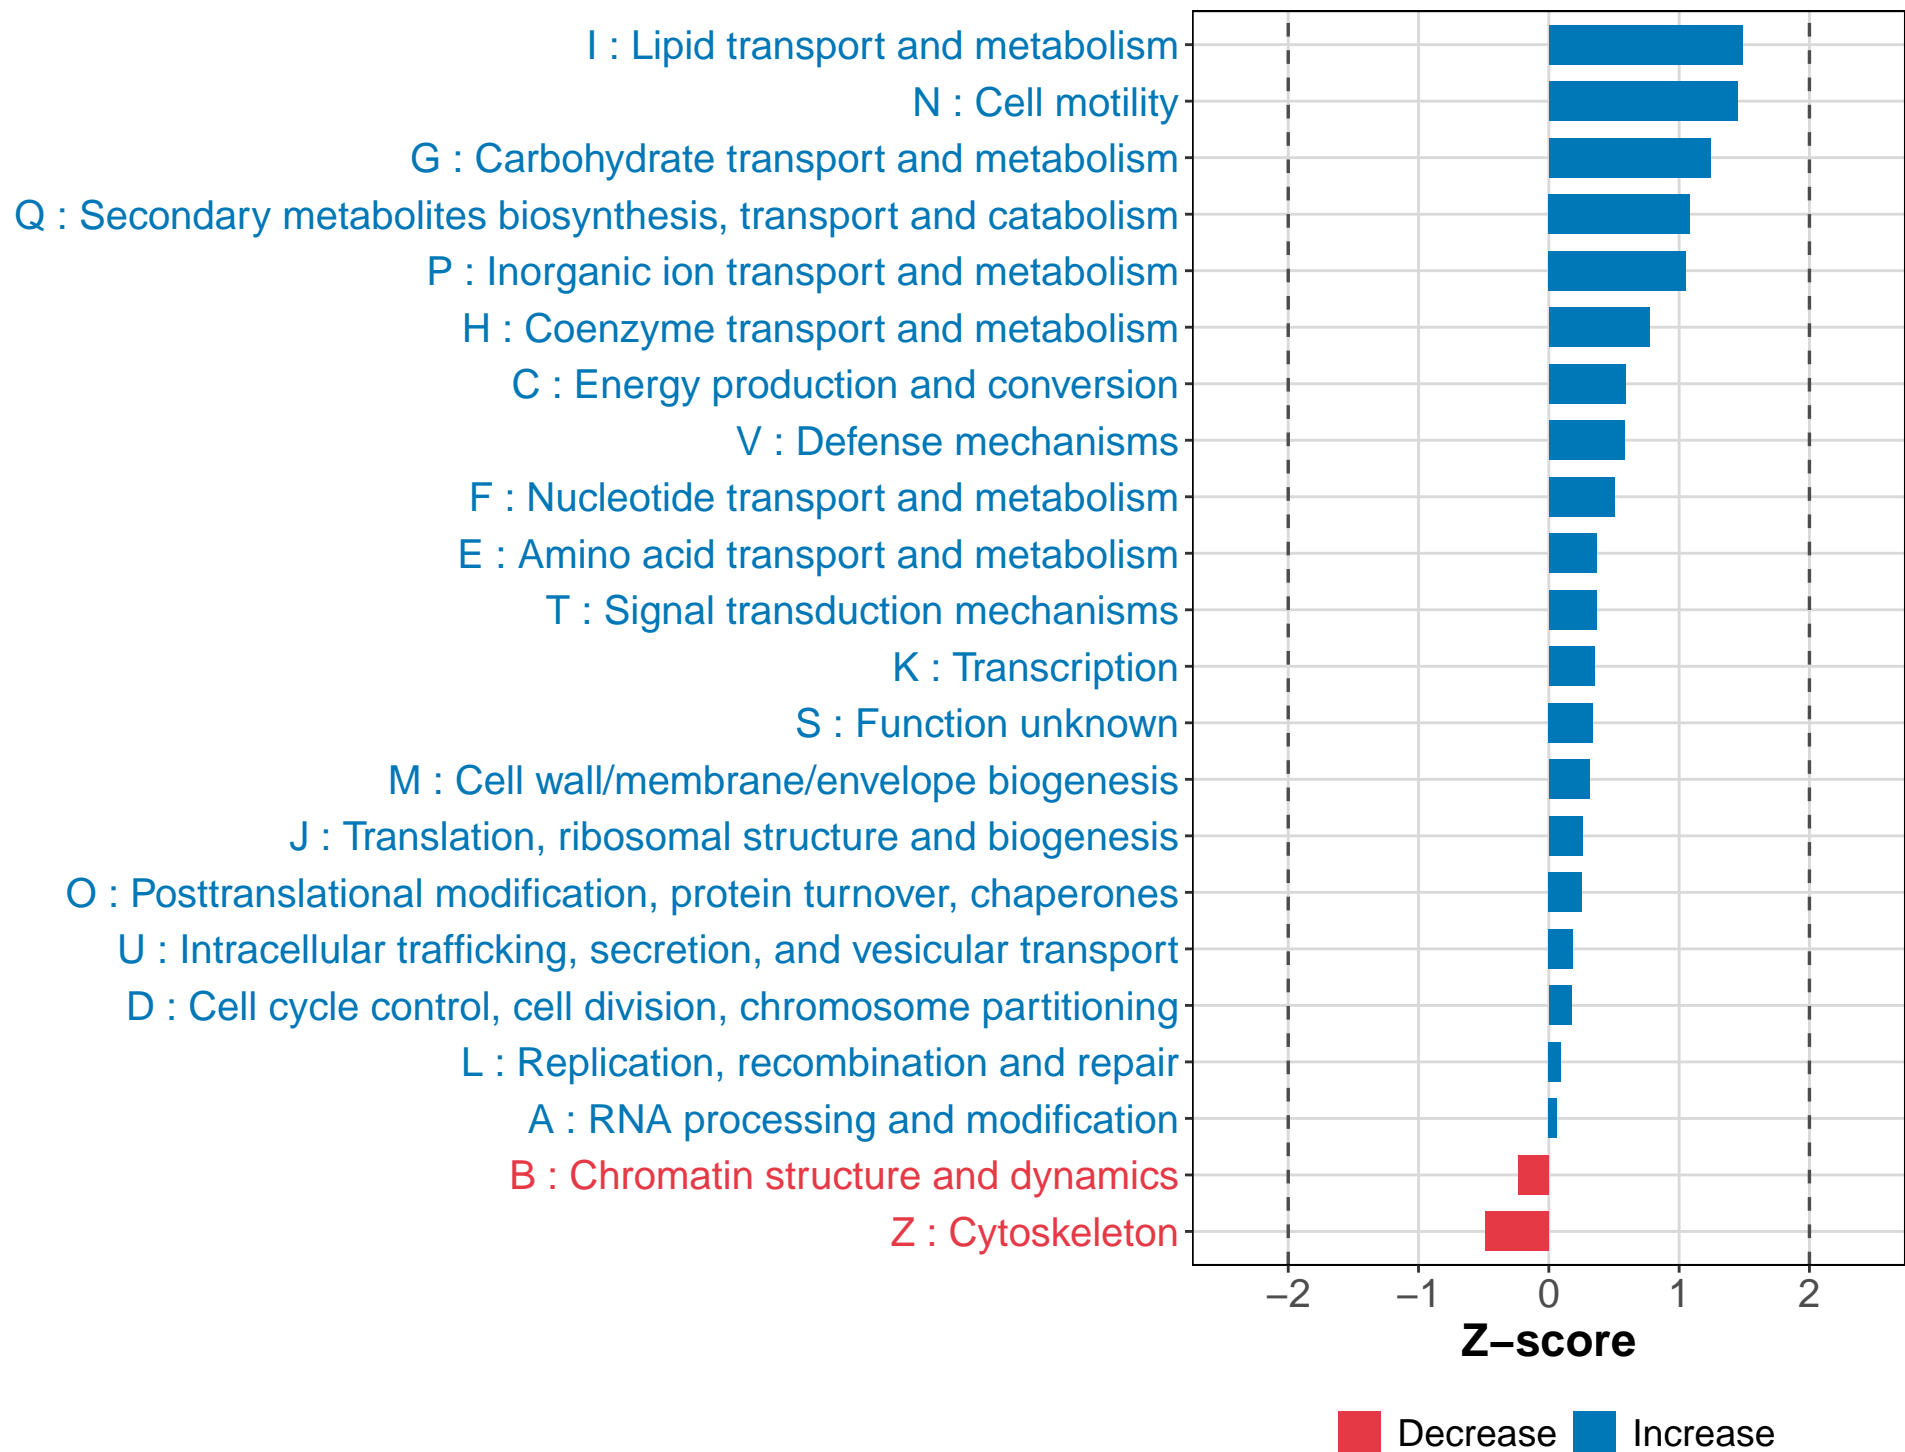 I : Lipid transport and metabolism
N : Cell motility
G : Carbohydrate transport and metabolism
Q : Secondary metabolites biosynthesis, transport and catabolism
P : Inorganic ion transport and metabolism
H : Coenzyme transport and metabolism
C : Energy production and conversion
V : Defense mechanisms
F : Nucleotide transport and metabolism
E : Amino acid transport and metabolism
T : Signal transduction mechanisms
K : Transcription
S : Function unknown
M : Cell wall/membrane/envelope biogenesis
J : Translation, ribosomal structure and biogenesis
O : Posttranslational modification, protein turnover, chaperones
U : Intracellular trafficking, secretion, and vesicular transport
D : Cell cycle control, cell division, chromosome partitioning
L : Replication, recombination and repair
A : RNA processing and modification
B : Chromatin structure and dynamics
Z : Cytoskeleton
−2 −1 0 1 2
Z−score
Decrease Increase